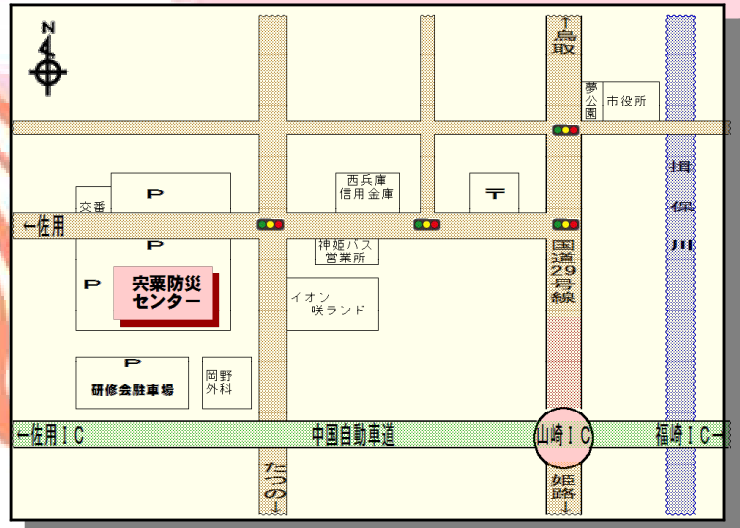 N
↑鳥取
夢公園
市役所
揖保川
西兵庫
信用金庫
〒
P
交番
←佐用
P
P
宍粟防災
センター
神姫バス
営業所
国道29号線
イオン
咲ランド
P
研修会駐車場
岡野
外科
←佐用IC
中国自動車道
山崎IC
福崎IC→
たつの↓
姫路↓